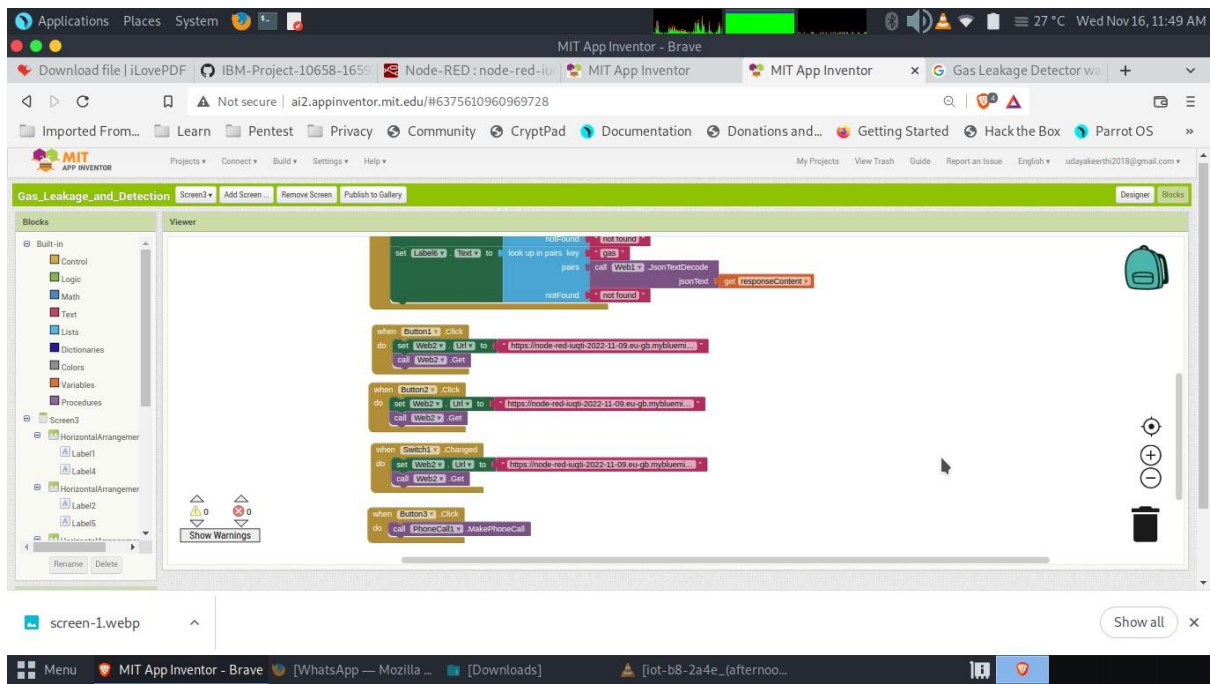 Applications Places System 27 °C Wed Nov 16, 11:49 AM
MIT App Inventor - Brave
Download file | iLovePDF IBM-Project-10658-1659 Node-RED : node-red-iuq MIT App Inventor MIT App Inventor × Gas Leakage Detector wa +
Not secure ai2.appinventor.mit.edu/#6375610960969728
Imported From... Learn Pentest Privacy Community CryptPad Documentation Donations and... Getting Started Hack the Box Parrot OS »
MIT APP INVENTOR Projects Connect Build Settings Help My Projects View Trash Guide Report an Issue English udayakeerthi2018@gmail.com
Gas_Leakage_and_Detection Screen3 Add Screen ... Remove Screen Publish to Gallery Designer Blocks
Blocks Viewer
Built-in
Control
Logic
Math
Text
Lists
Dictionaries
Colors
Variables
Procedures
Screen3
HorizontalArrangemer
Label1
Label4
HorizontalArrangemer
Label2
Label5
Rename Delete
notFound " not found "
set Label6 . Text to look up in pairs key " gas "
pairs call Web1 .JsonTextDecode
jsonText get responseContent
notFound " not found "
when Button1 .Click
do set Web2 . Url to " https://node-red-iuqti-2022-11-09.eu-gb.mybluemi... "
call Web2 .Get
when Button2 .Click
do set Web2 . Url to " https://node-red-iuqti-2022-11-09.eu-gb.mybluemi... "
call Web2 .Get
when Switch1 .Changed
do set Web2 . Url to " https://node-red-iuqti-2022-11-09.eu-gb.mybluemi... "
call Web2 .Get
when Button3 .Click
do call PhoneCall1 .MakePhoneCall
0 0
Show Warnings
screen-1.webp Show all ×
Menu MIT App Inventor - Brave [WhatsApp — Mozilla ... [Downloads] [iot-b8-2a4e_(afternoo...